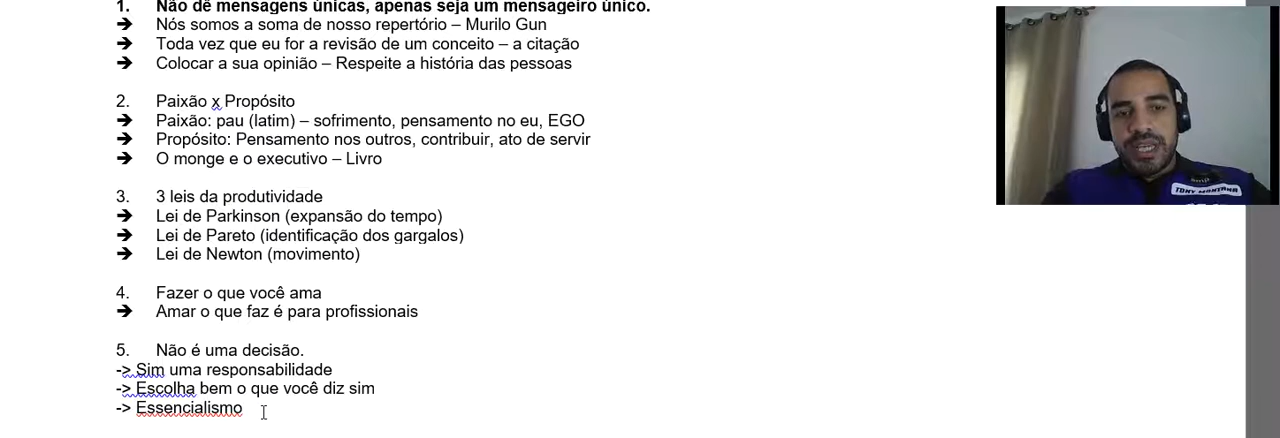 1. Não dê mensagens únicas, apenas seja um mensageiro único.
➔ Nós somos a soma de nosso repertório – Murilo Gun
➔ Toda vez que eu for a revisão de um conceito – a citação
➔ Colocar a sua opinião – Respeite a história das pessoas
2. Paixão x Propósito
➔ Paixão: pau (latim) – sofrimento, pensamento no eu, EGO
➔ Propósito: Pensamento nos outros, contribuir, ato de servir
➔ O monge e o executivo – Livro
3. 3 leis da produtividade
➔ Lei de Parkinson (expansão do tempo)
➔ Lei de Pareto (identificação dos gargalos)
➔ Lei de Newton (movimento)
4. Fazer o que você ama
➔ Amar o que faz é para profissionais
5. Não é uma decisão.
-> Sim uma responsabilidade
-> Escolha bem o que você diz sim
-> Essencialismo
TONY MONTANA